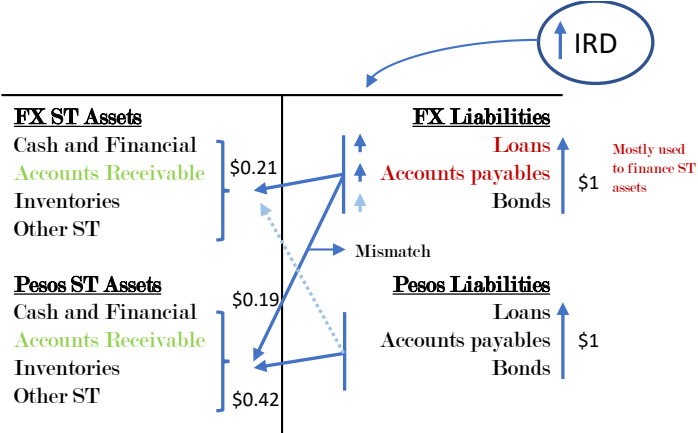 IRD
FX ST Assets
Cash and Financial
Accounts Receivable
Inventories
Other ST
$0.21
FX Liabilities
Loans
Accounts payables
Bonds
$1
Mostly used
to finance ST
assets
Mismatch
Pesos ST Assets
Cash and Financial
Accounts Receivable
Inventories
Other ST
$0.19
$0.42
Pesos Liabilities
Loans
Accounts payables
Bonds
$1